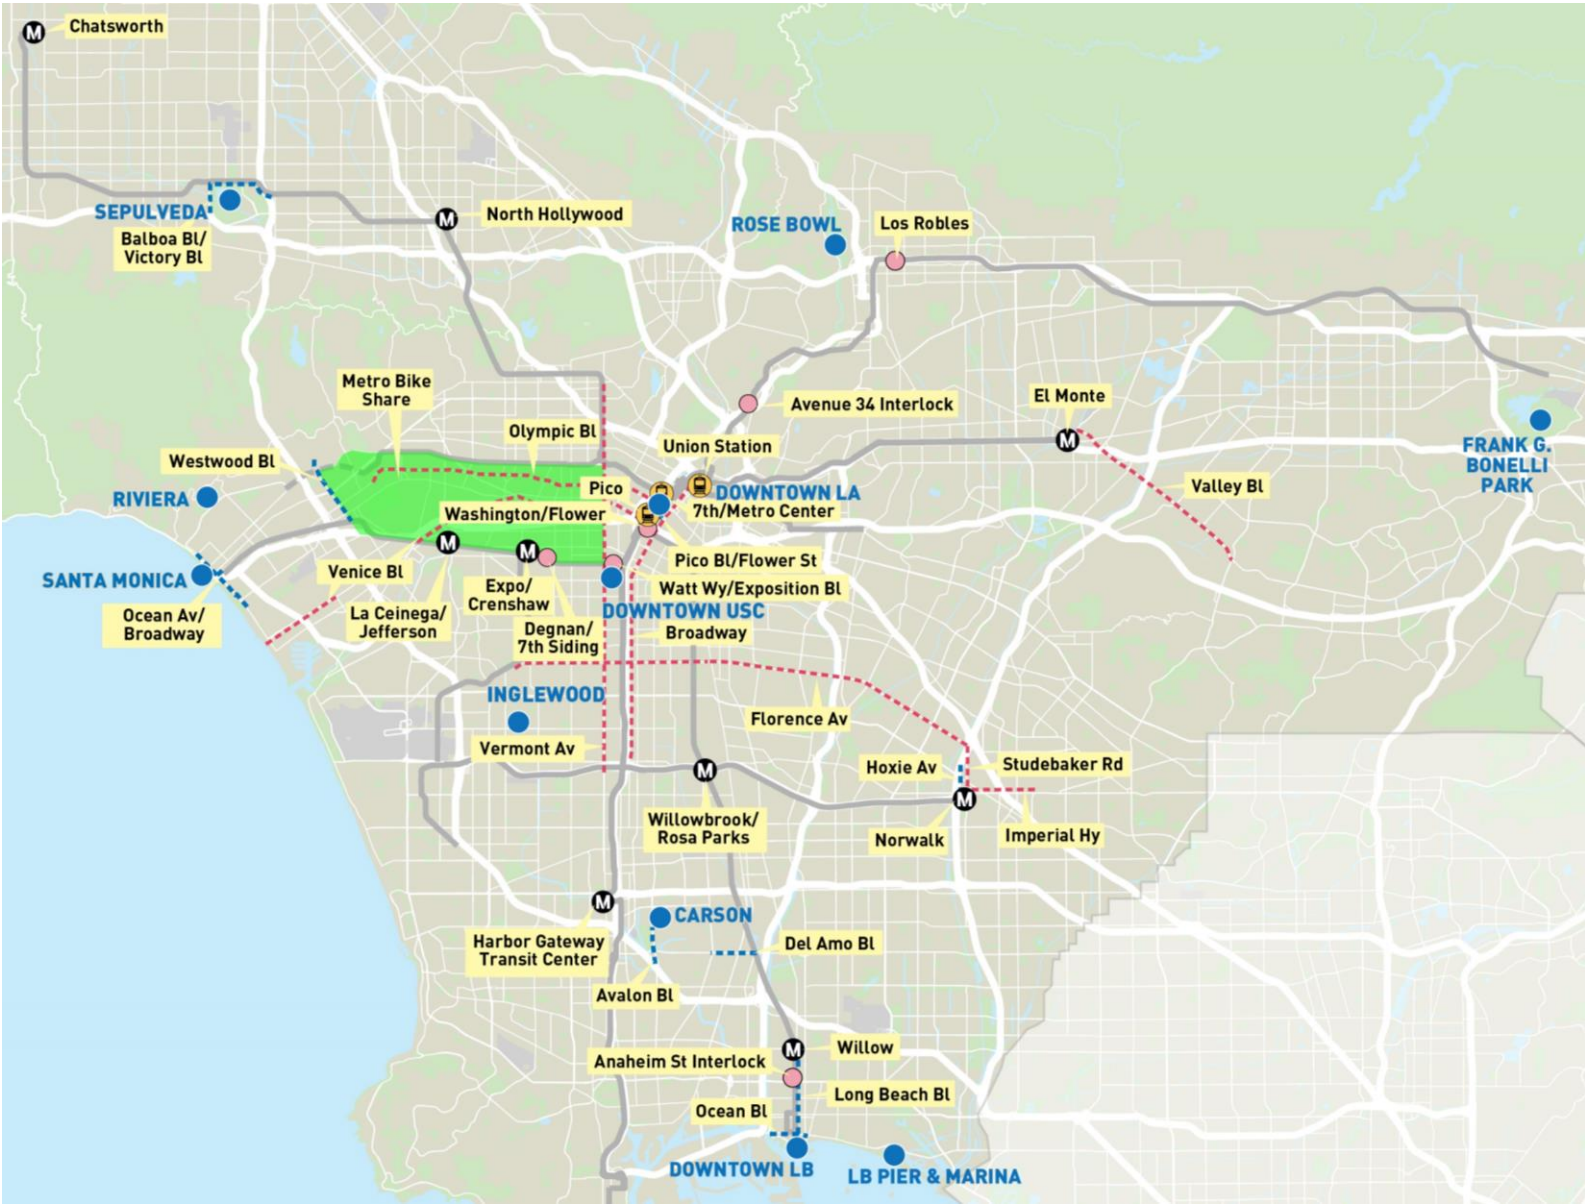 Chatsworth
M
SEPULVEDA
Balboa Bl/
Victory Bl
M
North Hollywood
ROSE BOWL
Los Robles
Metro Bike
Share
Olympic Bl
Avenue 34 Interlock
El Monte
M
Union Station
Westwood Bl
RIVIERA
Pico
DOWNTOWN LA
7th/Metro Center
Washington/Flower
Valley Bl
FRANK G.
BONELLI
PARK
M
M
Pico Bl/Flower St
Venice Bl
SANTA MONICA
Ocean Av/
Broadway
La Ceinega/
Jefferson
Expo/
Crenshaw
Watt Wy/Exposition Bl
DOWNTOWN USC
Degnan/
7th Siding
Broadway
INGLEWOOD
Florence Av
Vermont Av
M
Hoxie Av
Studebaker Rd
M
Willowbrook/
Rosa Parks
Norwalk
Imperial Hy
M
CARSON
Harbor Gateway
Transit Center
Del Amo Bl
Avalon Bl
M
Willow
Anaheim St Interlock
Long Beach Bl
Ocean Bl
DOWNTOWN LB
LB PIER & MARINA